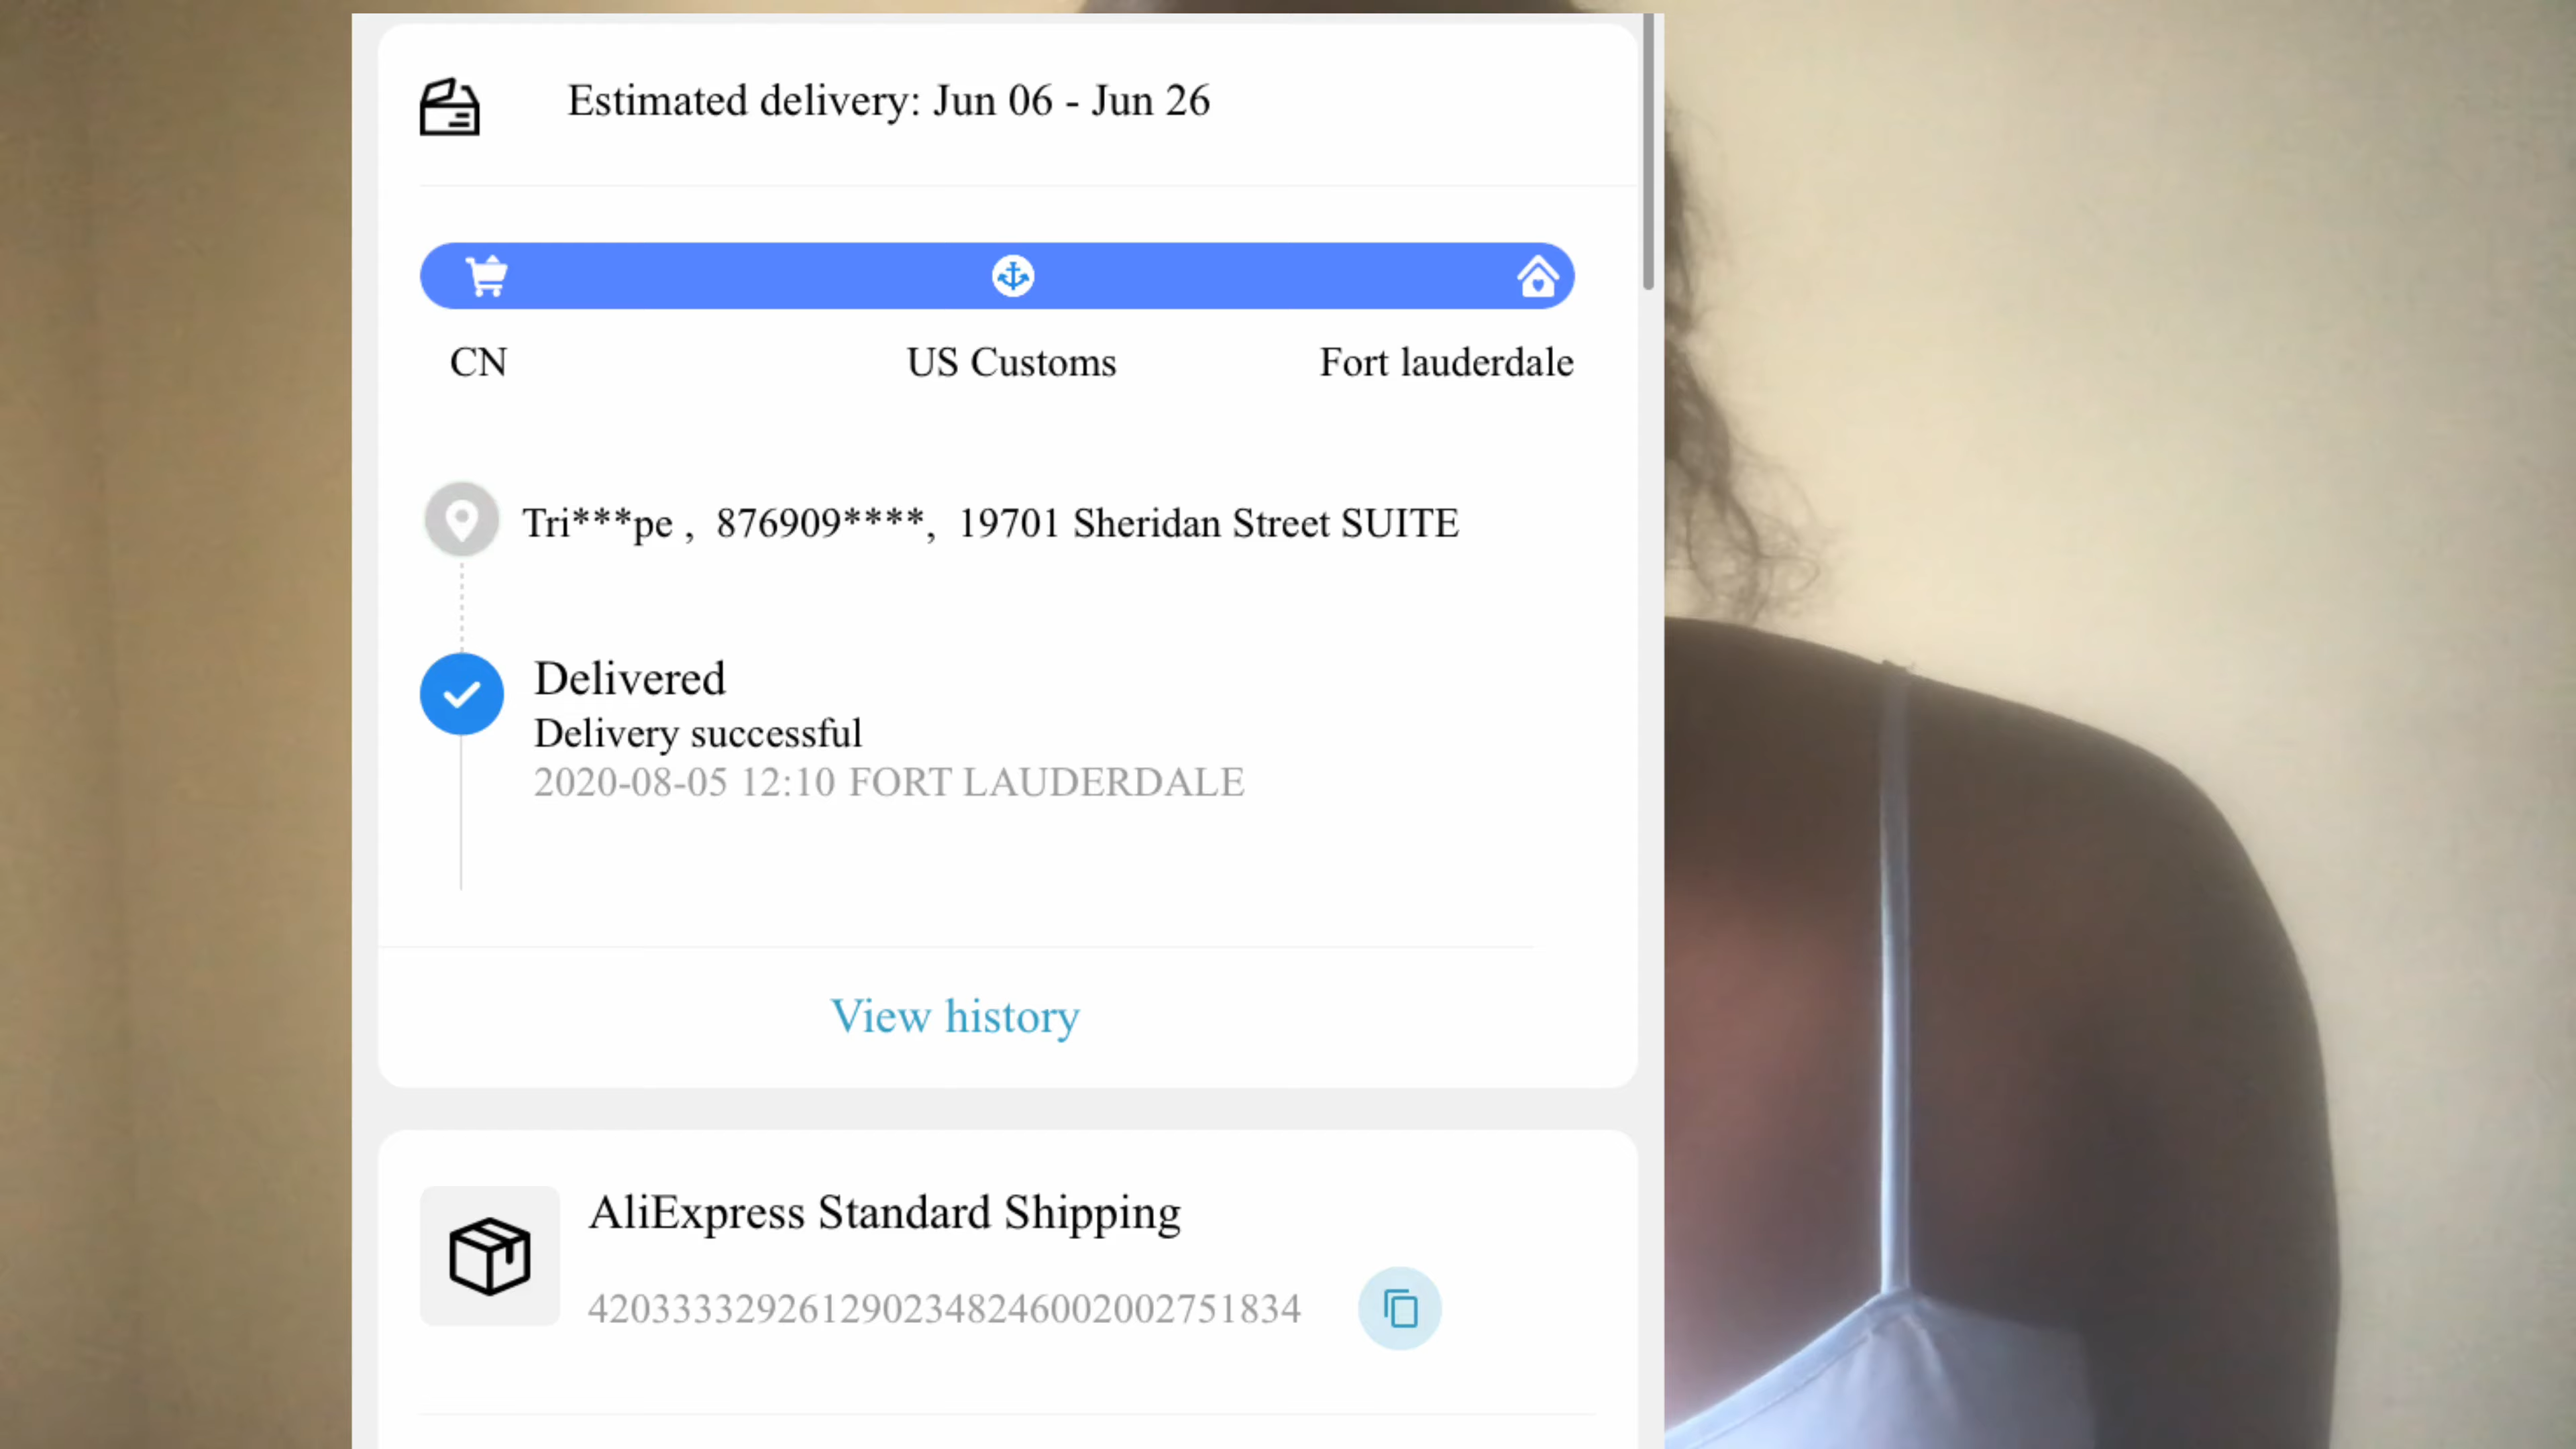 Estimated delivery: Jun 06 - Jun 26
CN US Customs Fort lauderdale
Tri***pe , 876909****, 19701 Sheridan Street SUITE
Delivered
Delivery successful
2020-08-05 12:10 FORT LAUDERDALE
View history
AliExpress Standard Shipping
4203333292612902348246002002751834